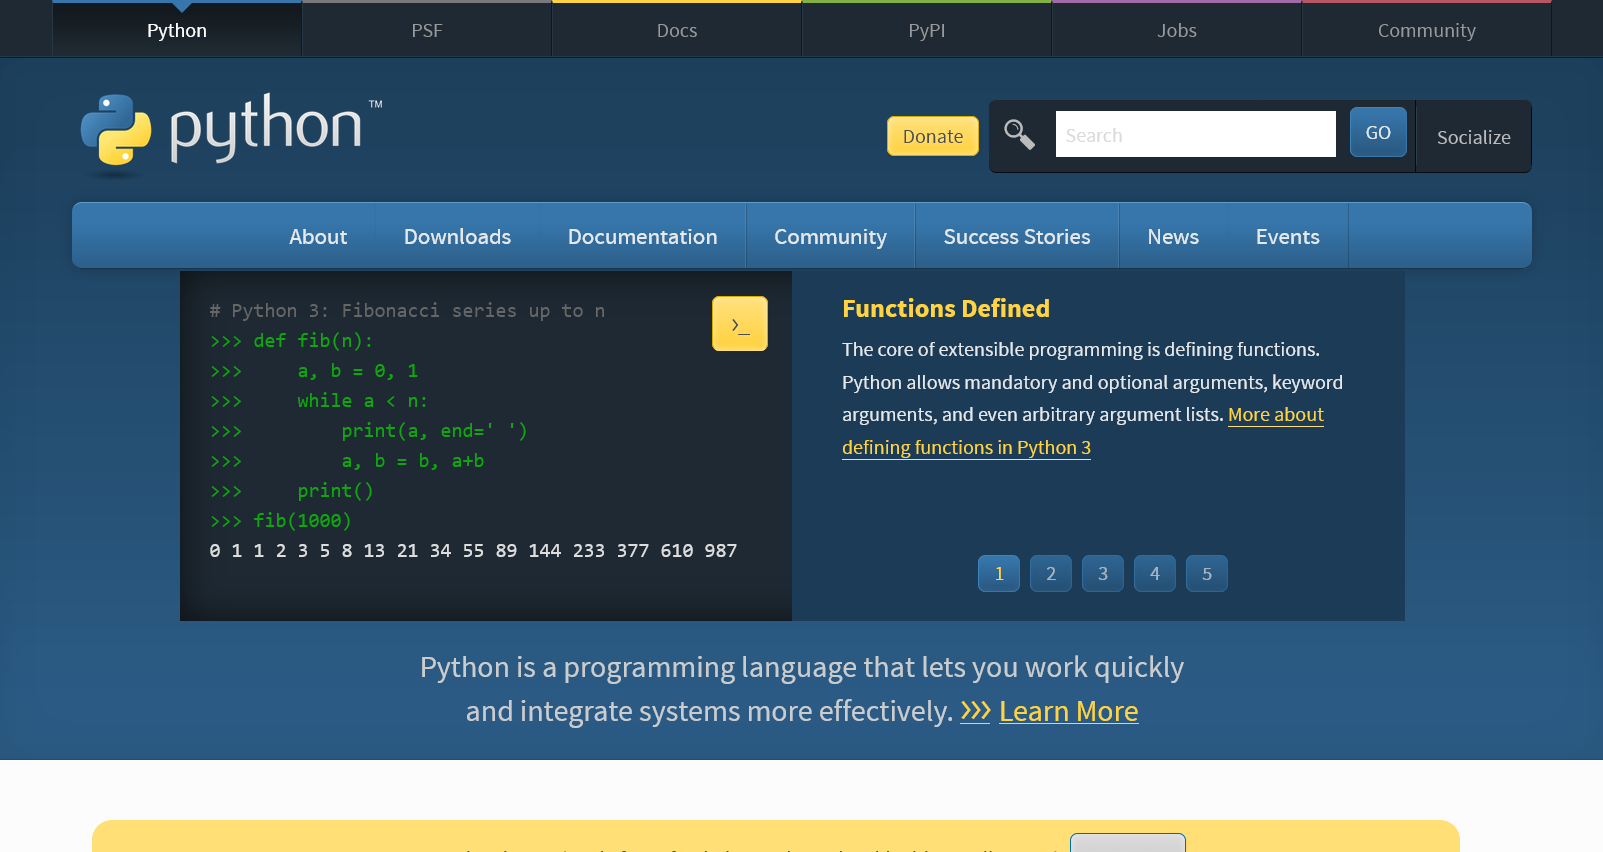 Python PSF Docs PyPI Jobs Community
python™
Donate Search GO Socialize
About Downloads Documentation Community Success Stories News Events
# Python 3: Fibonacci series up to n
>>> def fib(n):
>>>     a, b = 0, 1
>>>     while a < n:
>>>         print(a, end=' ')
>>>         a, b = b, a+b
>>>     print()
>>> fib(1000)
0 1 1 2 3 5 8 13 21 34 55 89 144 233 377 610 987
>_
Functions Defined
The core of extensible programming is defining functions.
Python allows mandatory and optional arguments, keyword
arguments, and even arbitrary argument lists. More about
defining functions in Python 3
1 2 3 4 5
Python is a programming language that lets you work quickly
and integrate systems more effectively. >>> Learn More